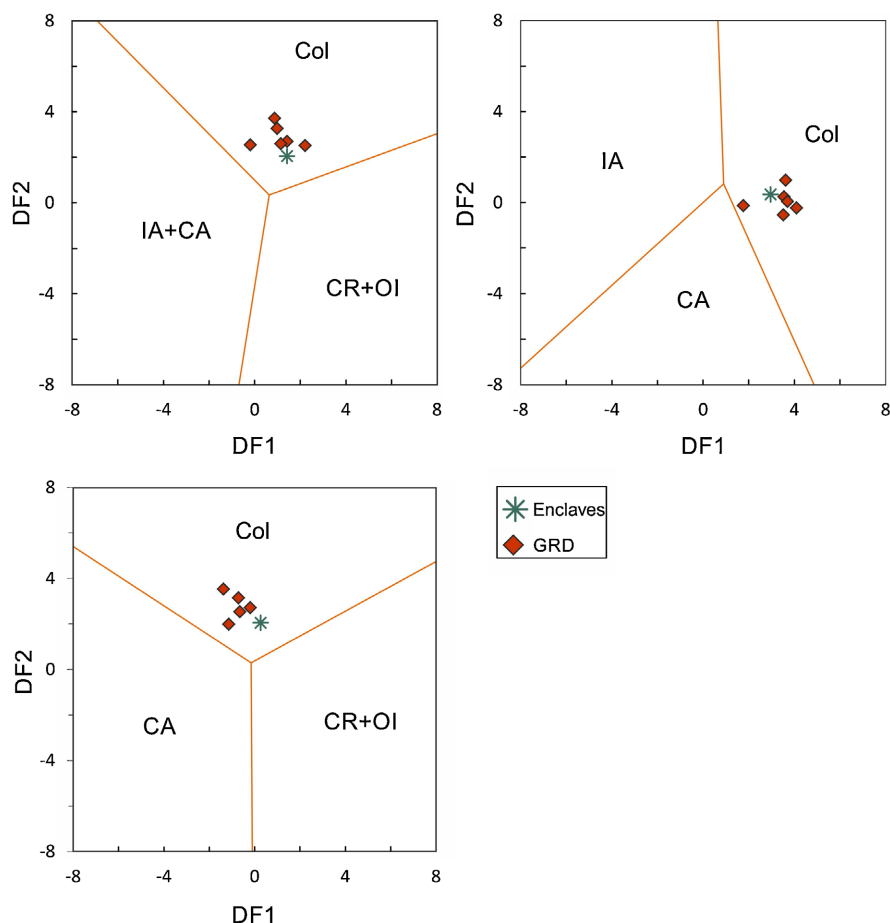 8
4
0
-4
-8
DF2
Col
IA+CA
CR+OI
-8
-4
0
4
8
DF1
8
4
0
-4
-8
DF2
IA
Col
CA
-8
-4
0
4
8
DF1
8
4
0
-4
-8
DF2
Col
CA
CR+OI
-8
-4
0
4
8
DF1
Enclaves
GRD